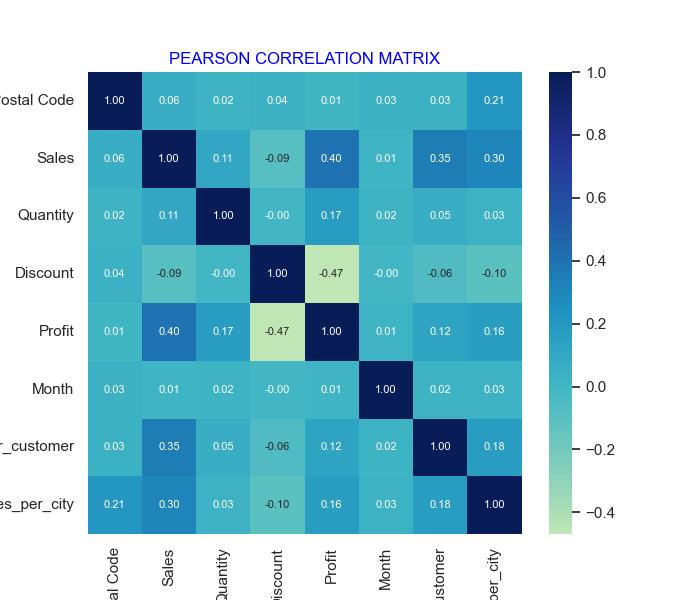 PEARSON CORRELATION MATRIX
ostal Code 1.00 0.06 0.02 0.04 0.01 0.03 0.03 0.21
Sales 0.06 1.00 0.11 -0.09 0.40 0.01 0.35 0.30
Quantity 0.02 0.11 1.00 -0.00 0.17 0.02 0.05 0.03
Discount 0.04 -0.09 -0.00 1.00 -0.47 -0.00 -0.06 -0.10
Profit 0.01 0.40 0.17 -0.47 1.00 0.01 0.12 0.16
Month 0.03 0.01 0.02 -0.00 0.01 1.00 0.02 0.03
r_customer 0.03 0.35 0.05 -0.06 0.12 0.02 1.00 0.18
es_per_city 0.21 0.30 0.03 -0.10 0.16 0.03 0.18 1.00
al Code
Sales
Quantity
iscount
Profit
Month
ustomer
per_city
1.0
0.8
0.6
0.4
0.2
0.0
−0.2
−0.4